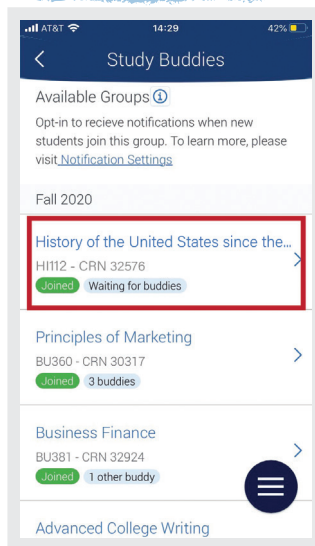 AT&T 14:29 42%
Study Buddies
Available Groups
Opt-in to recieve notifications when new
students join this group. To learn more, please
visit Notification Settings
Fall 2020
History of the United States since the...
HI112 - CRN 32576
Joined Waiting for buddies
Principles of Marketing
BU360 - CRN 30317
Joined 3 buddies
Business Finance
BU381 - CRN 32924
Joined 1 other buddy
Advanced College Writing